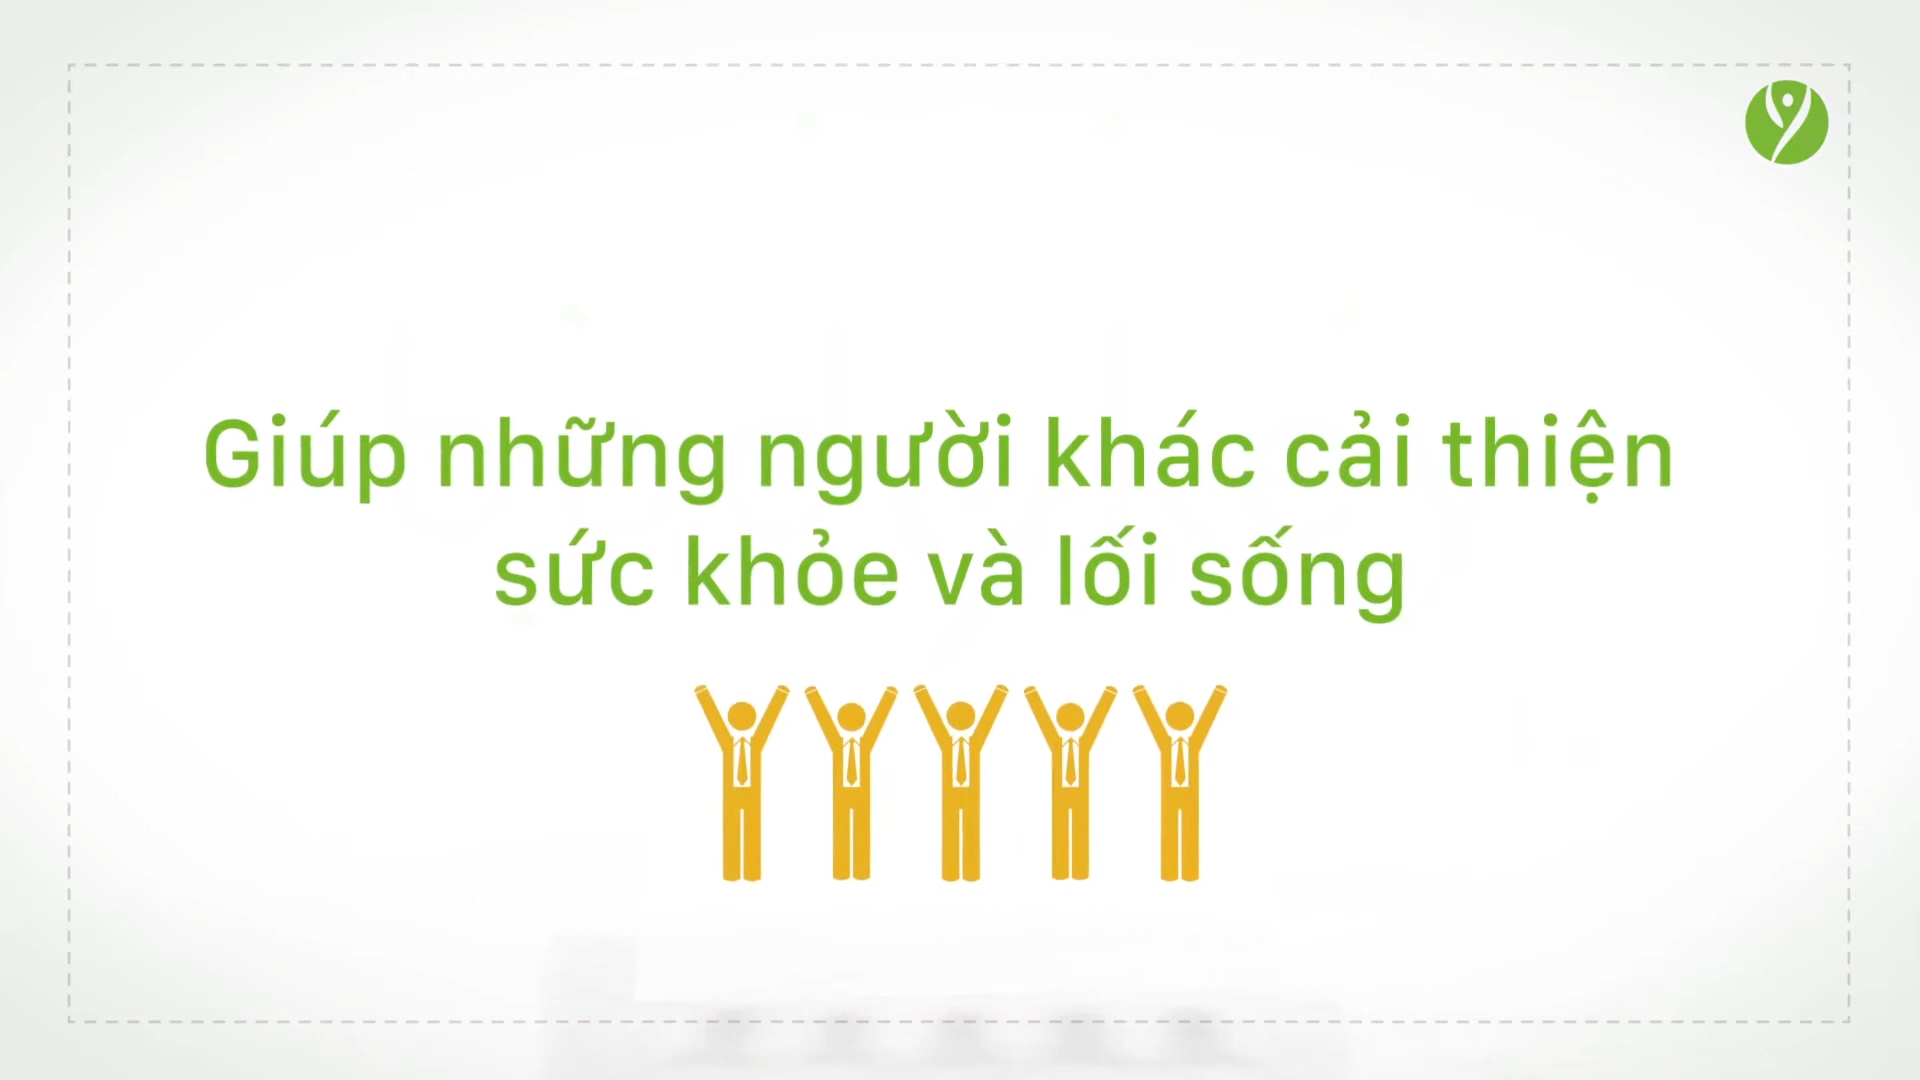 Giúp những người khác cải thiện
sức khỏe và lối sống